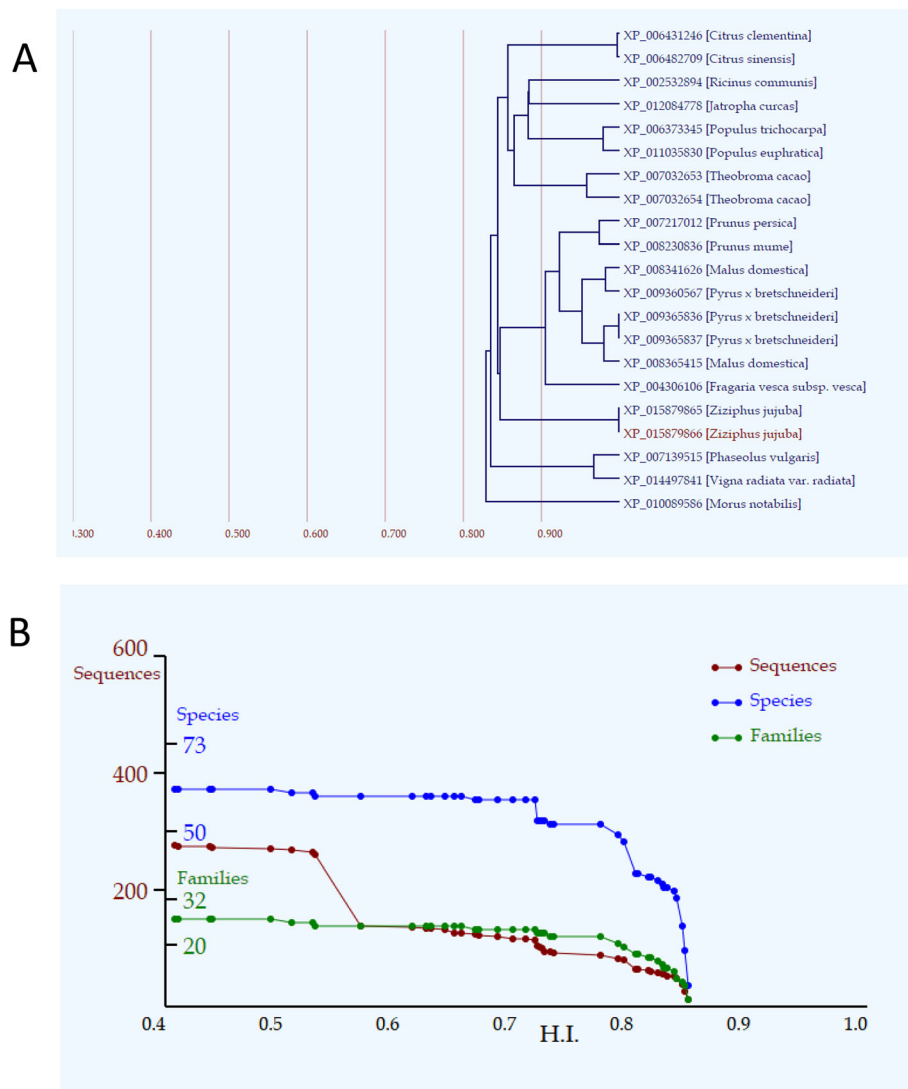 A
XP_006431246 [Citrus clementina]
XP_006482709 [Citrus sinensis]
XP_002532894 [Ricinus communis]
XP_012084778 [Jatropha curcas]
XP_006373345 [Populus trichocarpa]
XP_011035830 [Populus euphratica]
XP_007032653 [Theobroma cacao]
XP_007032654 [Theobroma cacao]
XP_007217012 [Prunus persica]
XP_008230836 [Prunus mume]
XP_008341626 [Malus domestica]
XP_009360567 [Pyrus x bretschneideri]
XP_009365836 [Pyrus x bretschneideri]
XP_009365837 [Pyrus x bretschneideri]
XP_008365415 [Malus domestica]
XP_004306106 [Fragaria vesca subsp. vesca]
XP_015879865 [Ziziphus jujuba]
XP_015879866 [Ziziphus jujuba]
XP_007139515 [Phaseolus vulgaris]
XP_014497841 [Vigna radiata var. radiata]
XP_010089586 [Morus notabilis]
0.300 0.400 0.500 0.600 0.700 0.800 0.900
B
600
Sequences
Species
73
400
50
Families
200
32
20
Sequences
Species
Families
0.4 0.5 0.6 0.7 0.8 0.9 1.0
H.I.